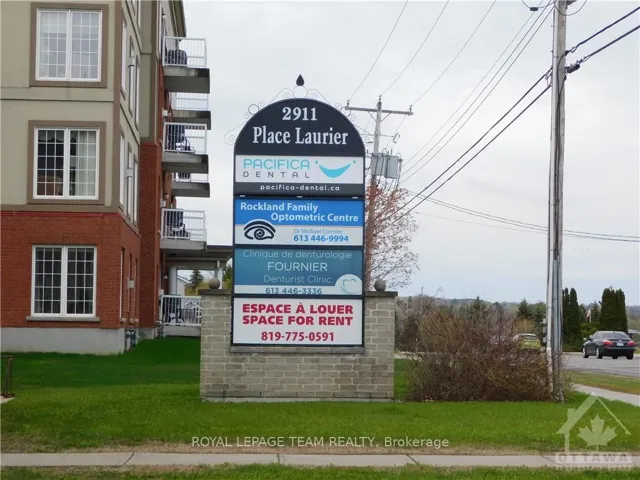 2911
Place Laurier
PACIFICA
DENTAL
pacifica-dental.ca
Rockland Family
Optometric Centre
Dr. Michael Cormier
613 446-9994
Clinique de denturologie
FOURNIER
Denturist Clinic
613 446-3336
ESPACE À LOUER
SPACE FOR RENT
819-775-0591
ROYAL LEPAGE TEAM REALTY, Brokerage
OTTAWA